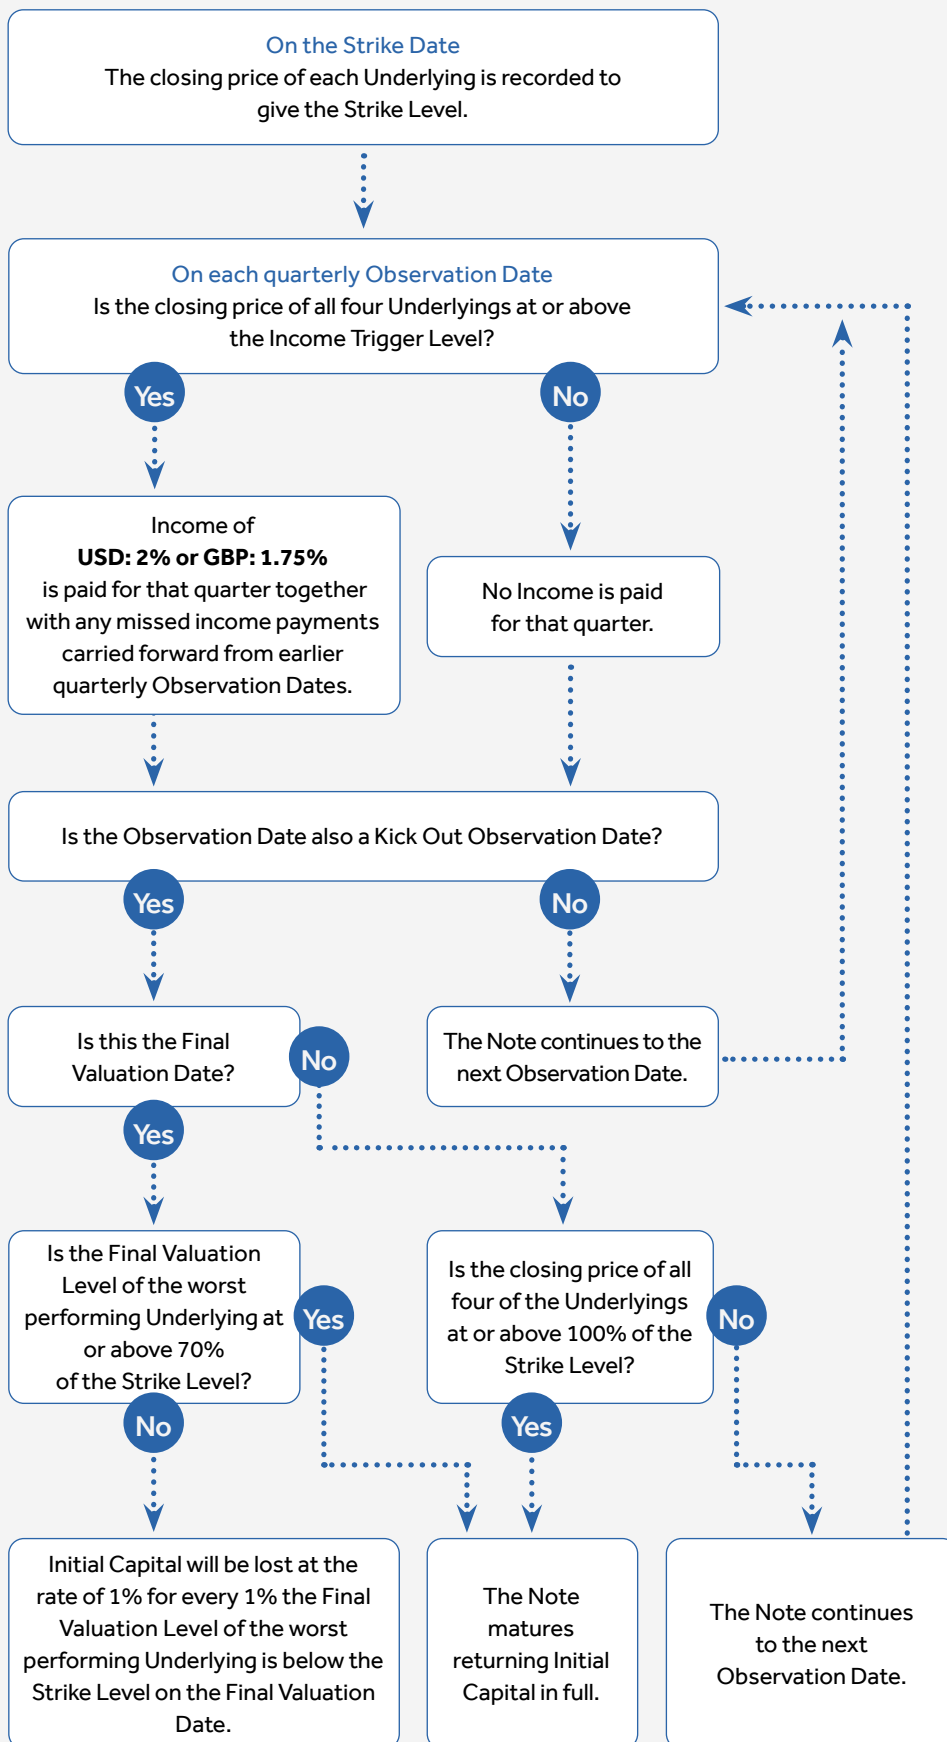 On the Strike Date
The closing price of each Underlying is recorded to
give the Strike Level.
On each quarterly Observation Date
Is the closing price of all four Underlyings at or above
the Income Trigger Level?
Yes
No
Income of
USD: 2% or GBP: 1.75%
is paid for that quarter together
with any missed income payments
carried forward from earlier
quarterly Observation Dates.
No Income is paid
for that quarter.
Is the Observation Date also a Kick Out Observation Date?
Yes
No
Is this the Final
Valuation Date?
No
The Note continues to the
next Observation Date.
Yes
Is the Final Valuation
Level of the worst
performing Underlying at
or above 70%
of the Strike Level?
Yes
Is the closing price of all
four of the Underlyings
at or above 100% of the
Strike Level?
No
No
Yes
Initial Capital will be lost at the
rate of 1% for every 1% the Final
Valuation Level of the worst
performing Underlying is below the
Strike Level on the Final Valuation
Date.
The Note
matures
returning Initial
Capital in full.
The Note continues
to the next
Observation Date.